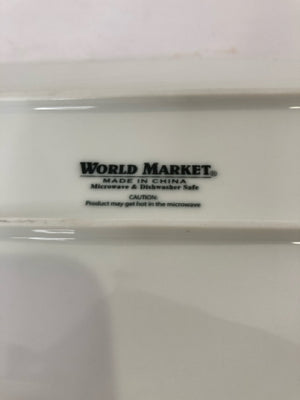 WORLD MARKET®
MADE IN CHINA
Microwave & Dishwasher Safe
CAUTION:
Product may get hot in the microwave